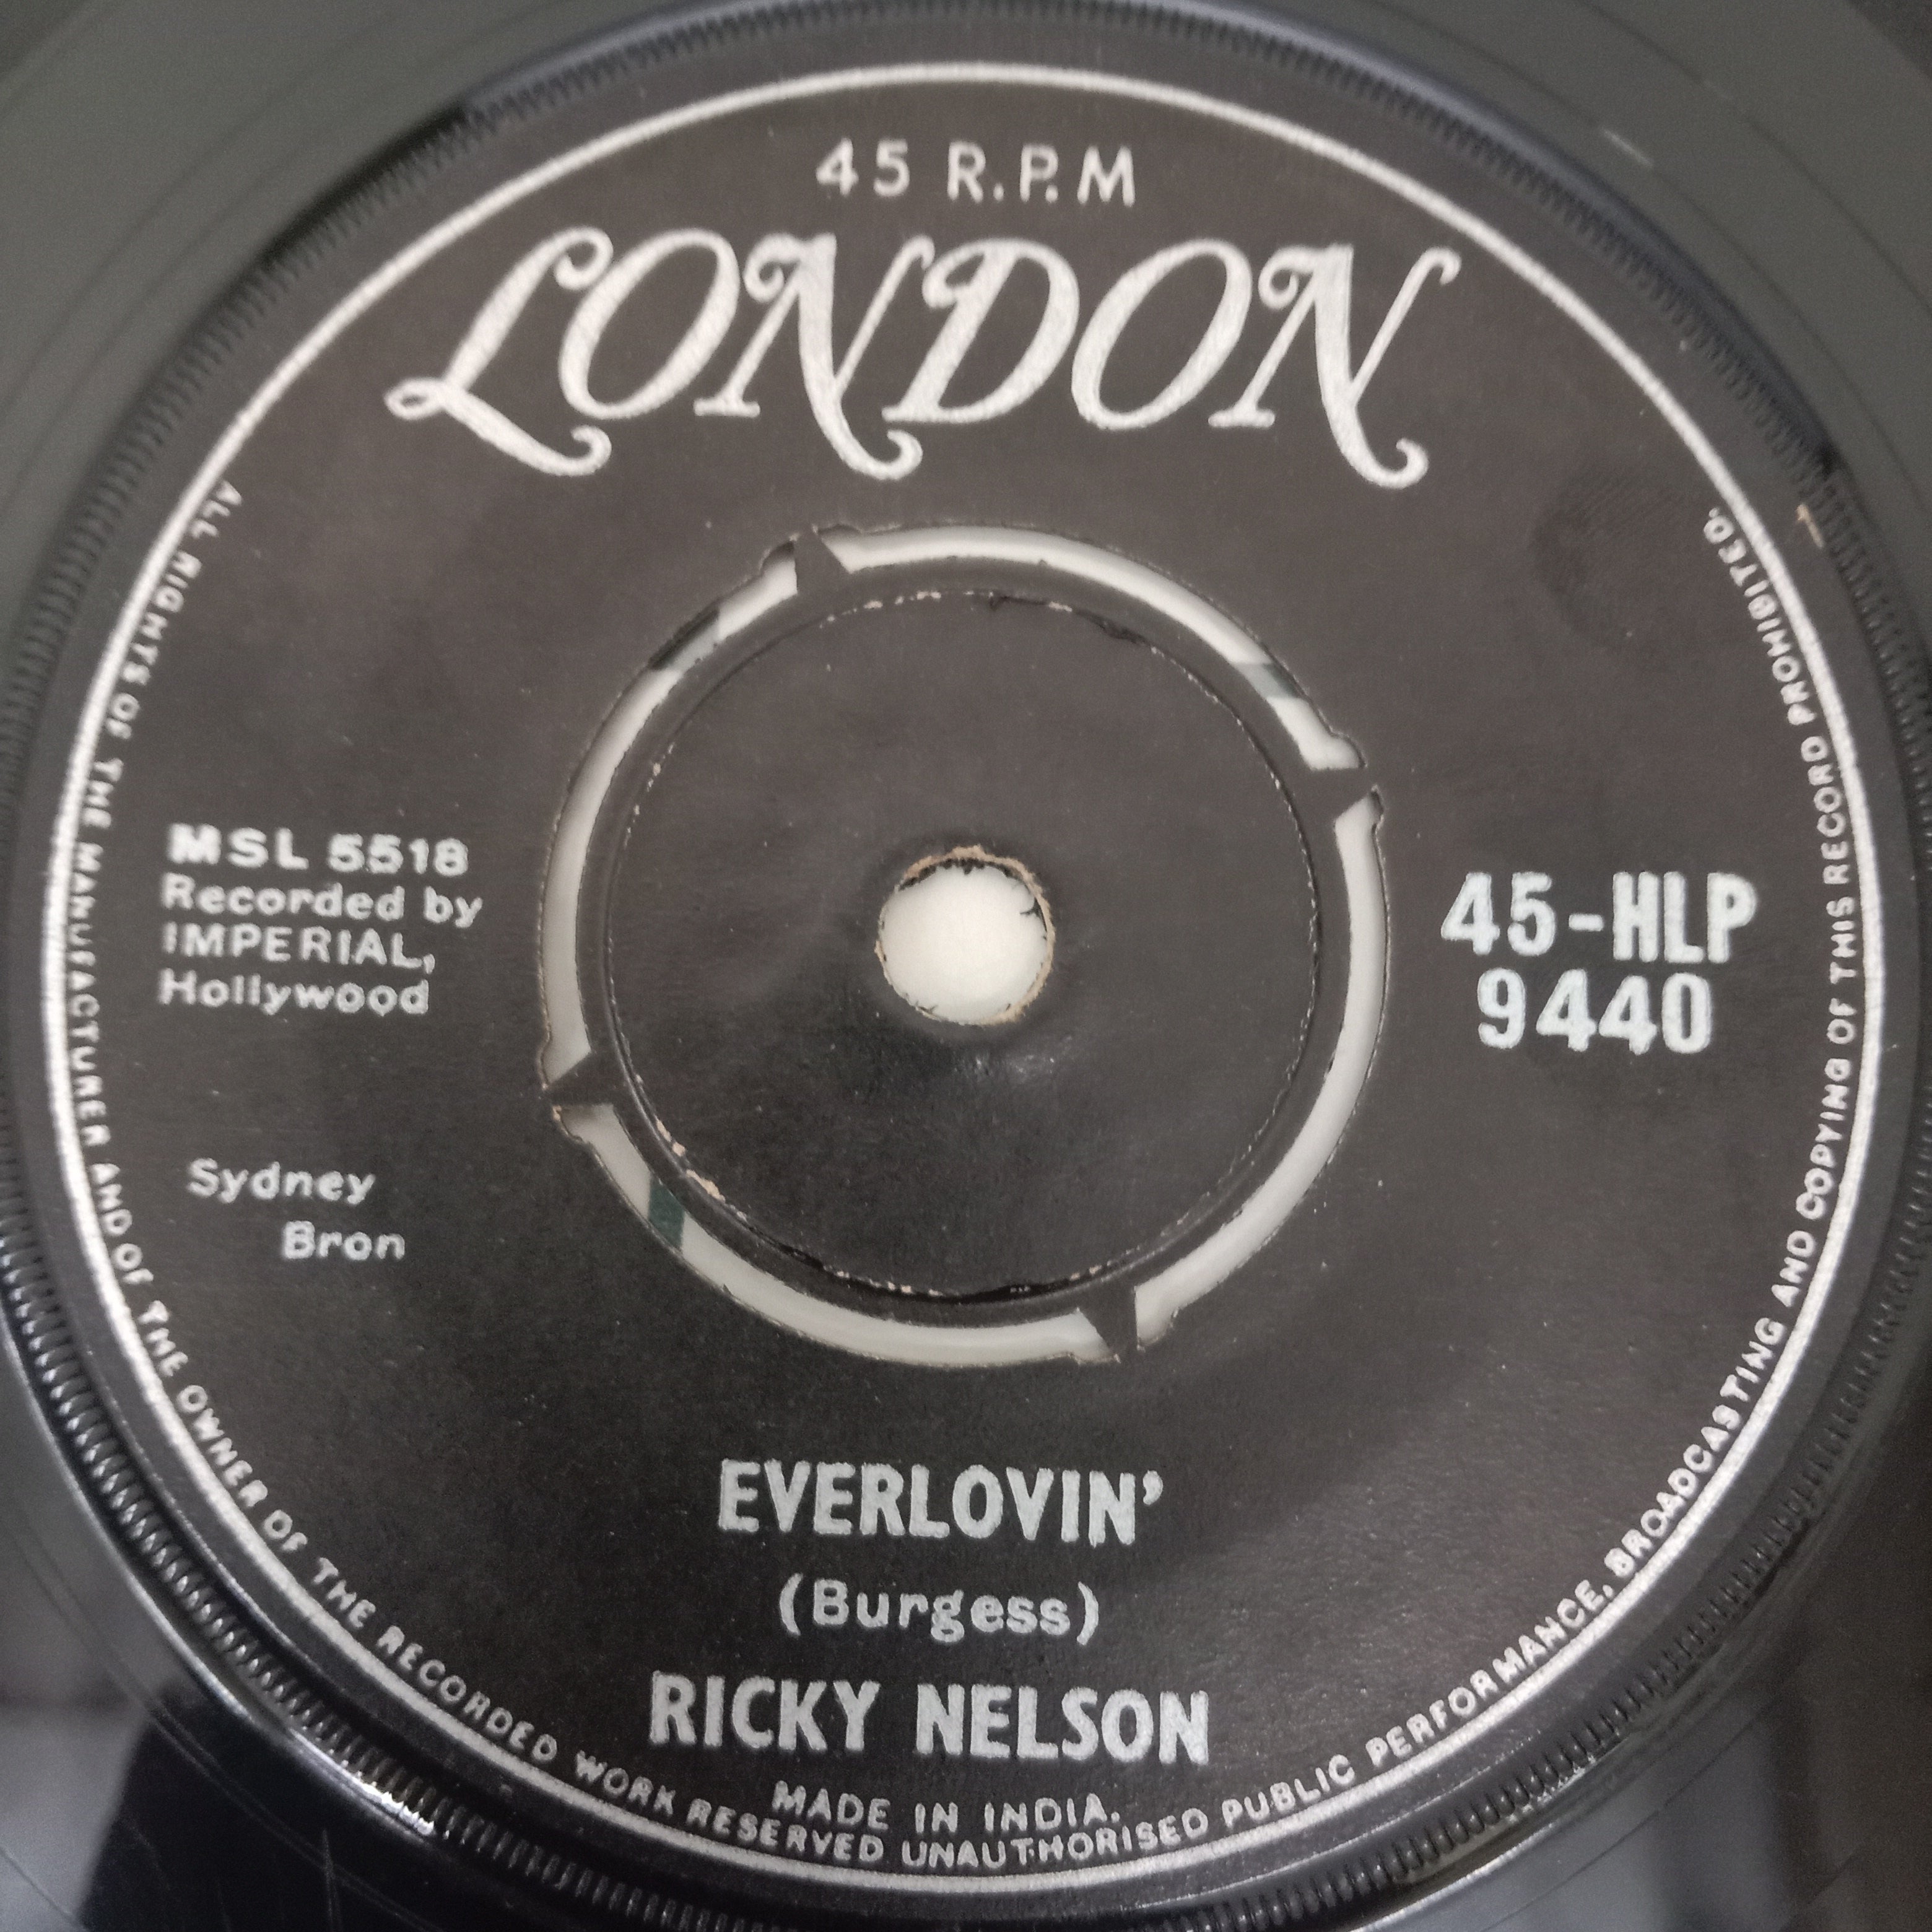 45 R.P.M
LONDON
MSL 5518
Recorded by
IMPERIAL,
Hollywood
45-HLP
9440
Sydney
Bron
EVERLOVIN'
(Burgess)
RICKY NELSON
MADE IN INDIA.
ALL RIGHTS OF THE MANUFACTURER AND OF THE OWNER OF THE RECORDED WORK RESERVED UNAUTHORISED PUBLIC PERFORMANCE, BROADCASTING AND COPYING OF THIS RECORD PROHIBITED.